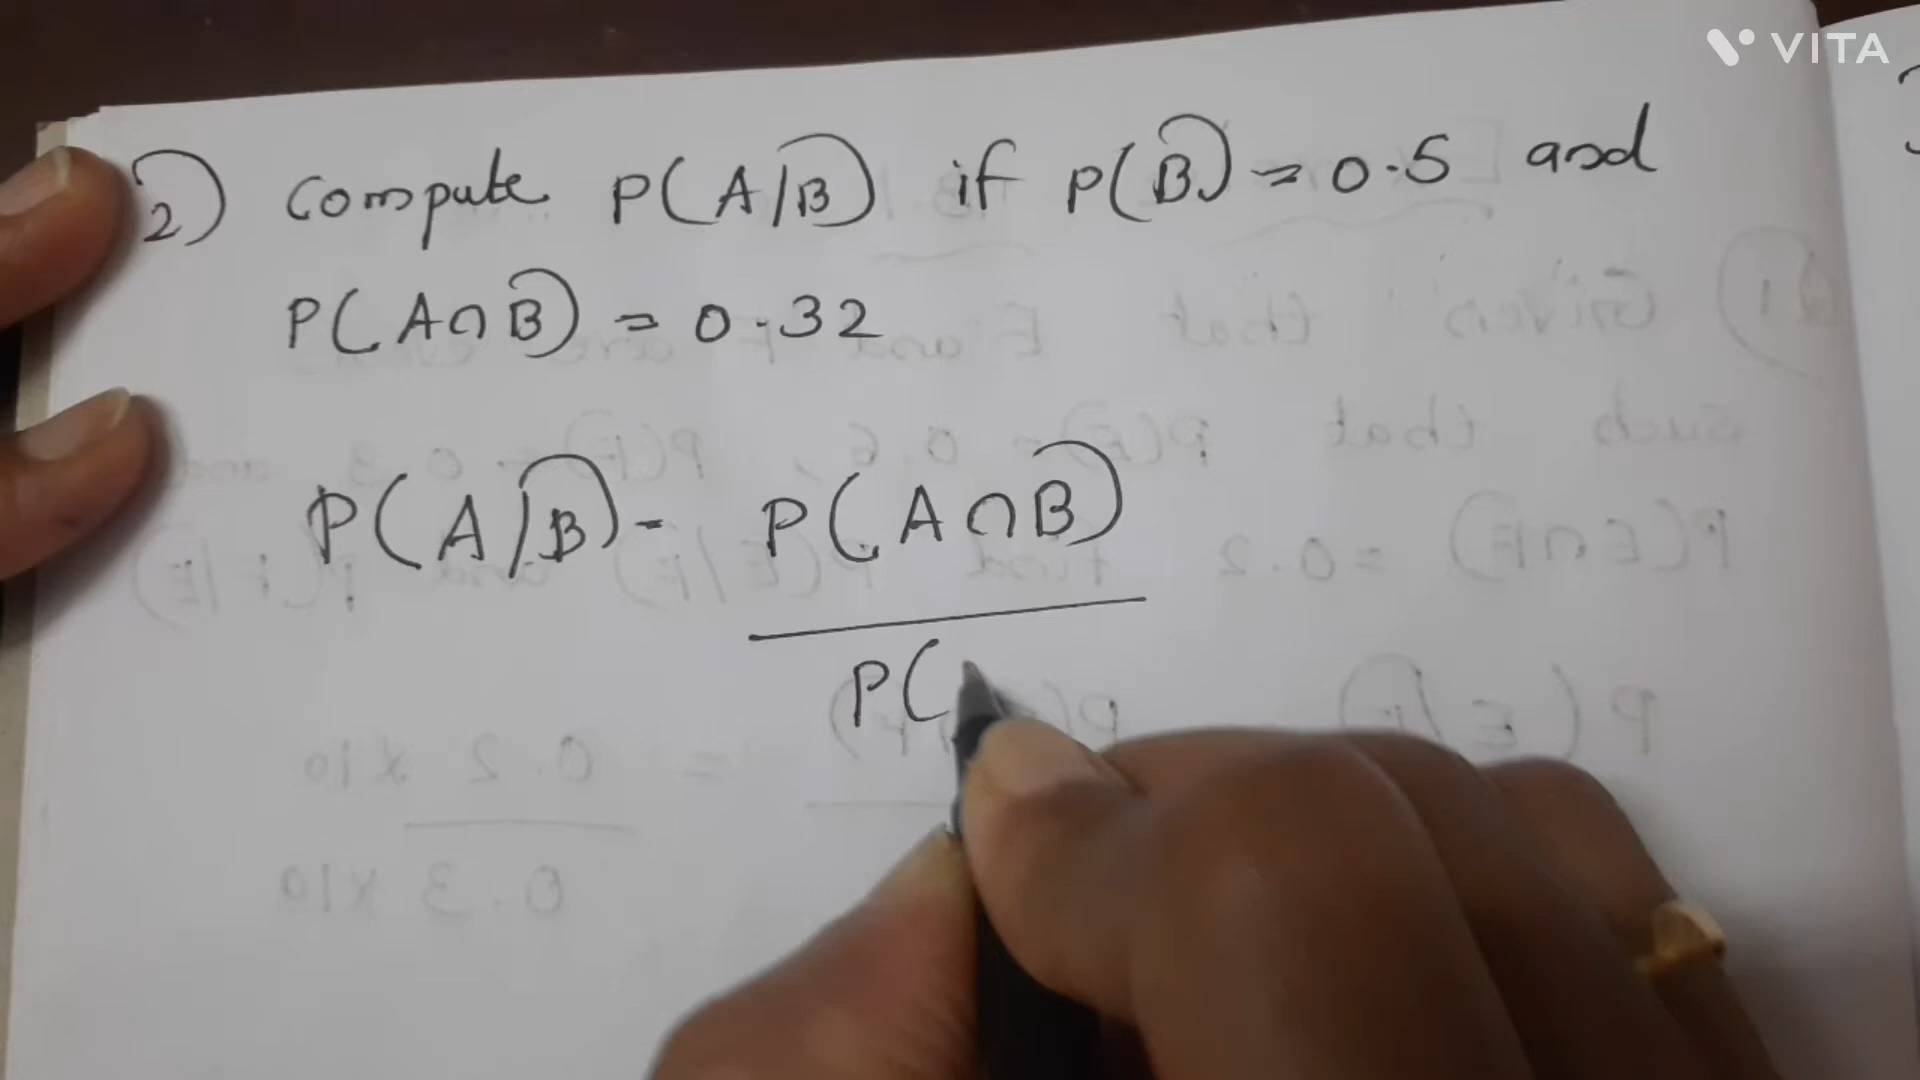 VITA
2) Compute P(A/B) if P(B) = 0.5 and
P(A∩B) = 0.32
P(A/B) - P(A∩B)
P(